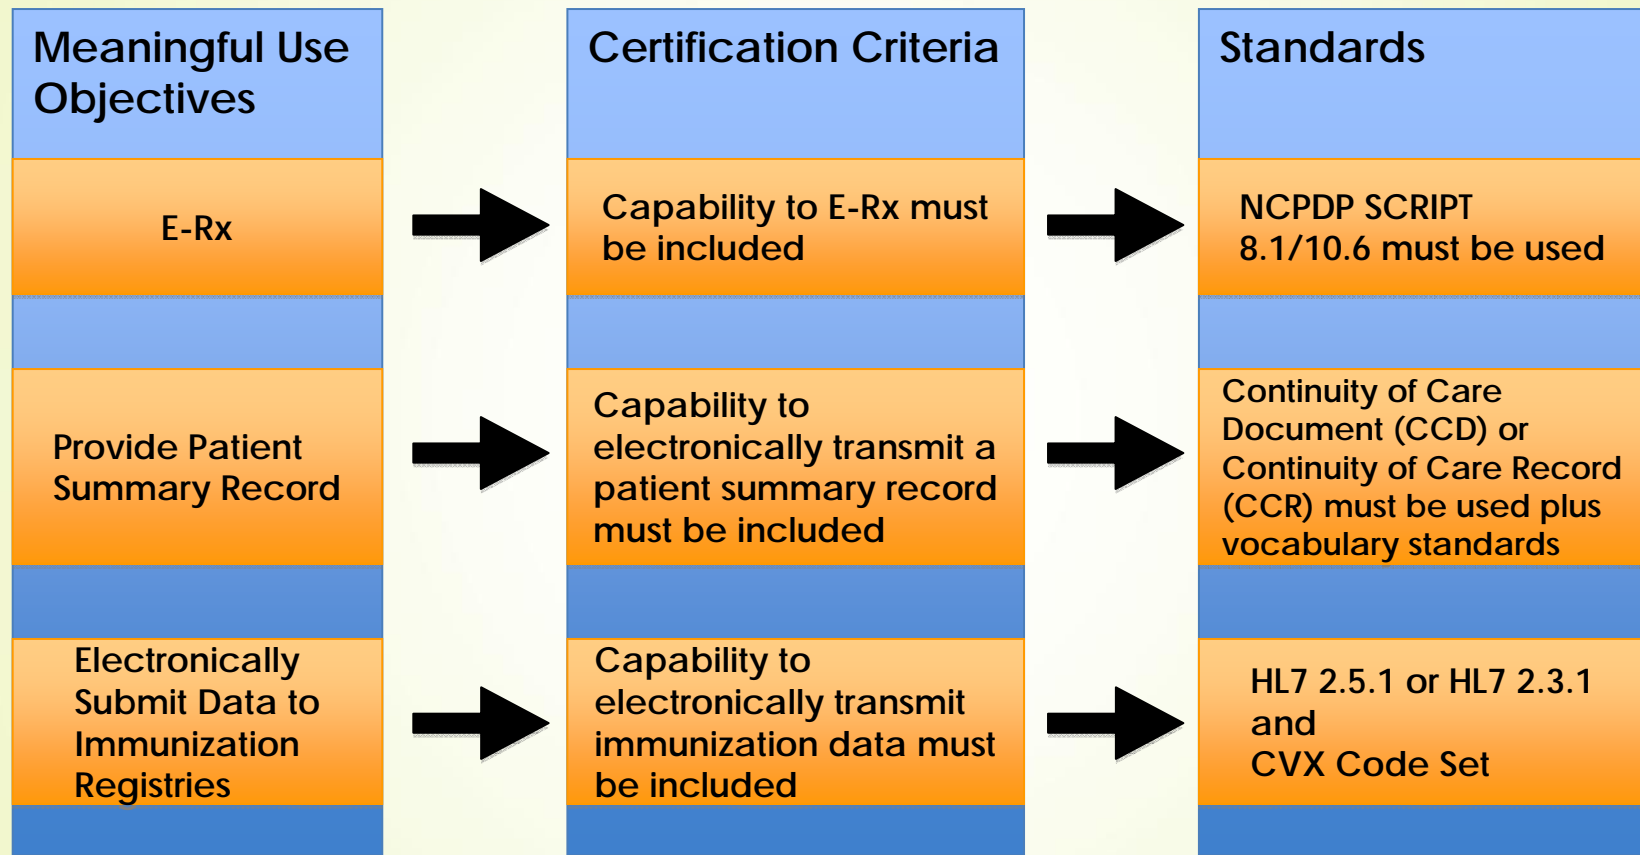 Meaningful Use
Objectives
Certification Criteria
Standards
E-Rx
Capability to E-Rx must
be included
NCPDP SCRIPT
8.1/10.6 must be used
Provide Patient
Summary Record
Capability to
electronically transmit a
patient summary record
must be included
Continuity of Care
Document (CCD) or
Continuity of Care Record
(CCR) must be used plus
vocabulary standards
Electronically
Submit Data to
Immunization
Registries
Capability to
electronically transmit
immunization data must
be included
HL7 2.5.1 or HL7 2.3.1
and
CVX Code Set